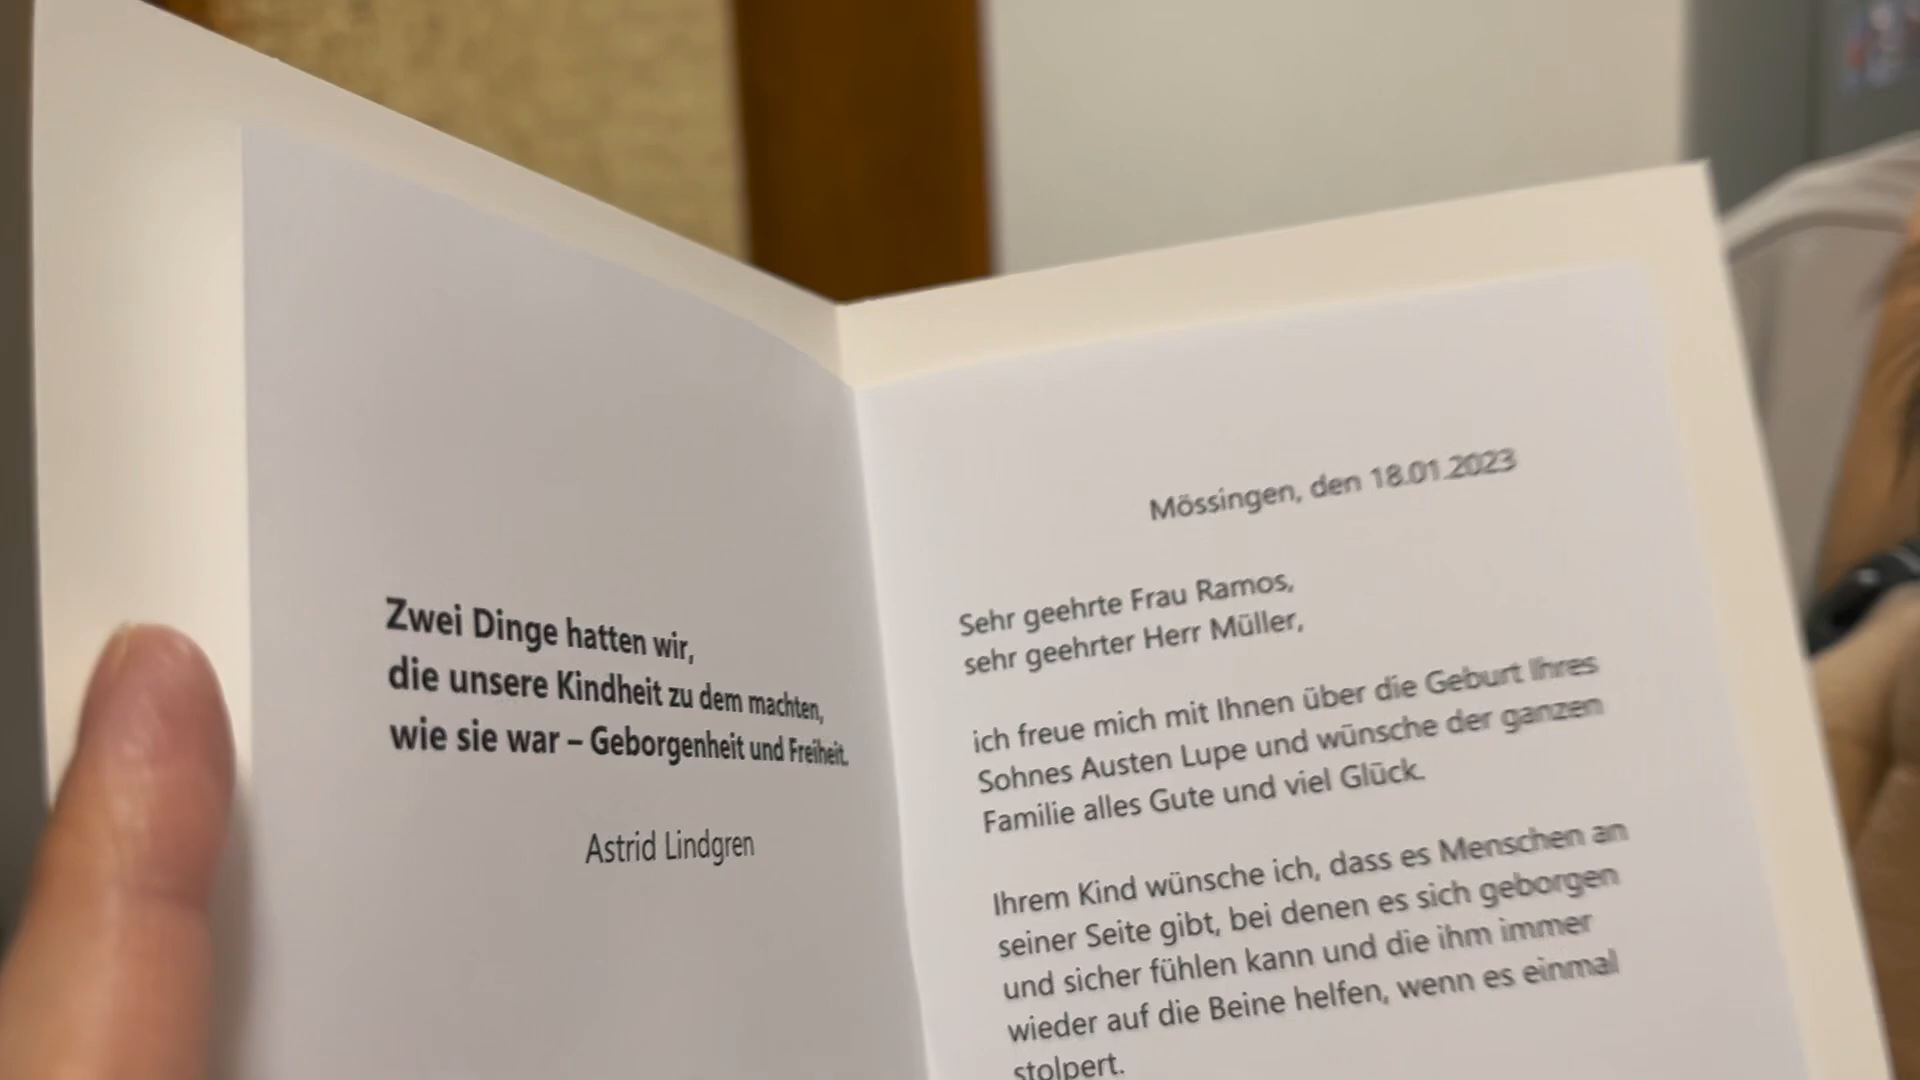 Zwei Dinge hatten wir,
die unsere Kindheit zu dem machten,
wie sie war – Geborgenheit und Freiheit.
Astrid Lindgren
Mössingen, den 18.01.2023
Sehr geehrte Frau Ramos,
sehr geehrter Herr Müller,
ich freue mich mit Ihnen über die Geburt Ihres
Sohnes Austen Lupe und wünsche der ganzen
Familie alles Gute und viel Glück.
Ihrem Kind wünsche ich, dass es Menschen an
seiner Seite gibt, bei denen es sich geborgen
und sicher fühlen kann und die ihm immer
wieder auf die Beine helfen, wenn es einmal
stolpert.